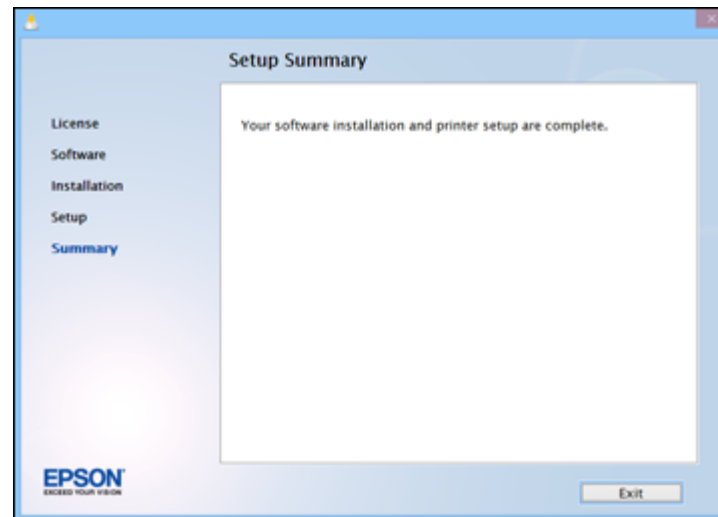 Setup Summary
Your software installation and printer setup are complete.
License
Software
Installation
Setup
Summary
EPSON
EXCEED YOUR VISION
Exit